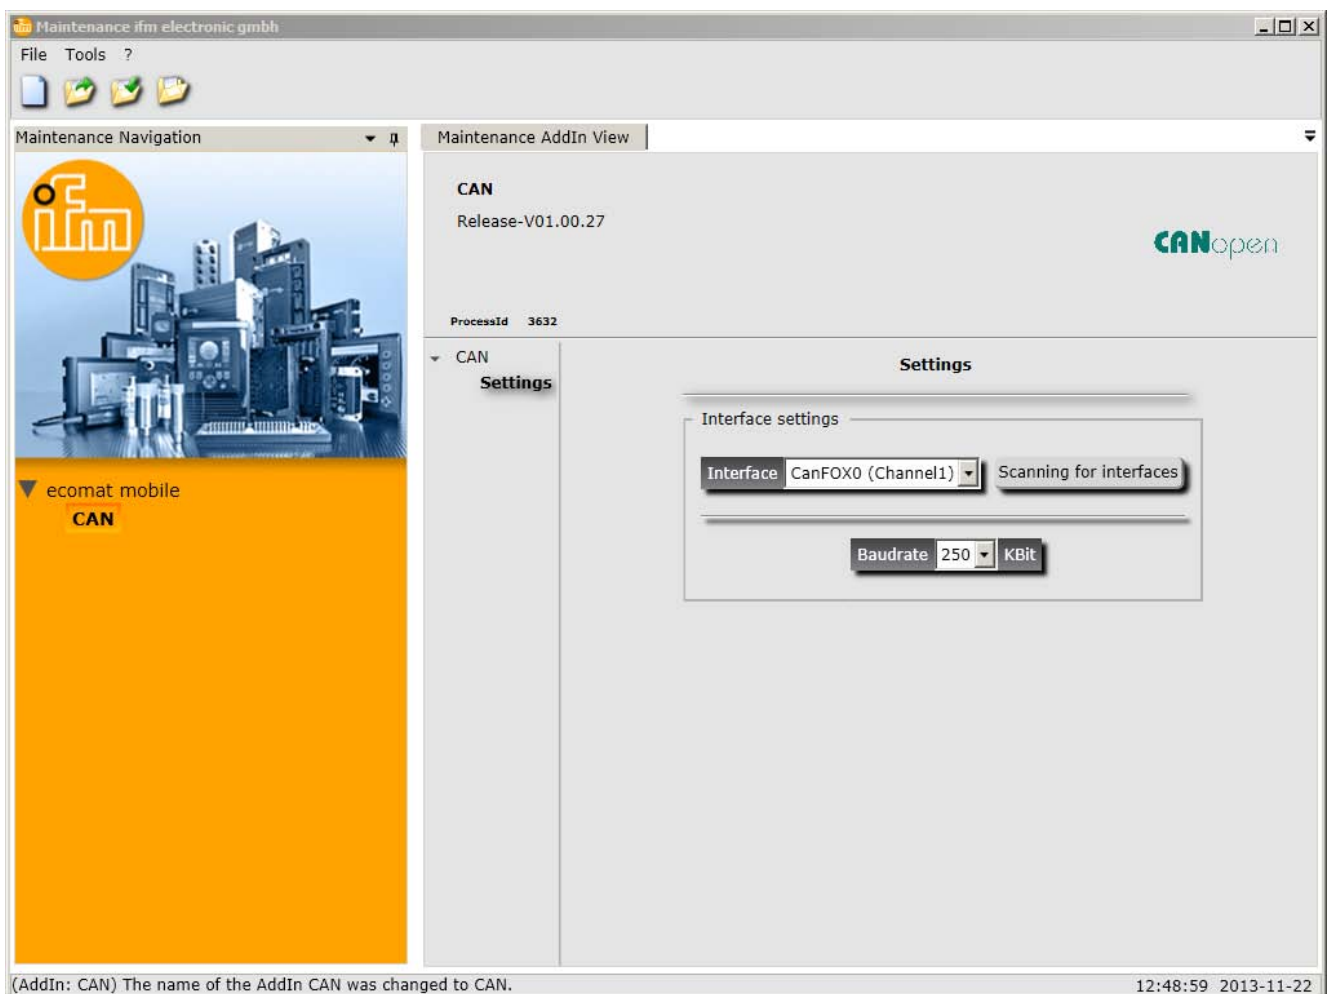 Maintenance ifm electronic gmbh
File Tools ?
Maintenance Navigation
Maintenance AddIn View
ifm
CAN
Release-V01.00.27
CANopen
ProcessId 3632
CAN
Settings
Settings
Interface settings
Interface CanFOX0 (Channel1) Scanning for interfaces
Baudrate 250 KBit
ecomat mobile
CAN
(AddIn: CAN) The name of the AddIn CAN was changed to CAN.
12:48:59 2013-11-22